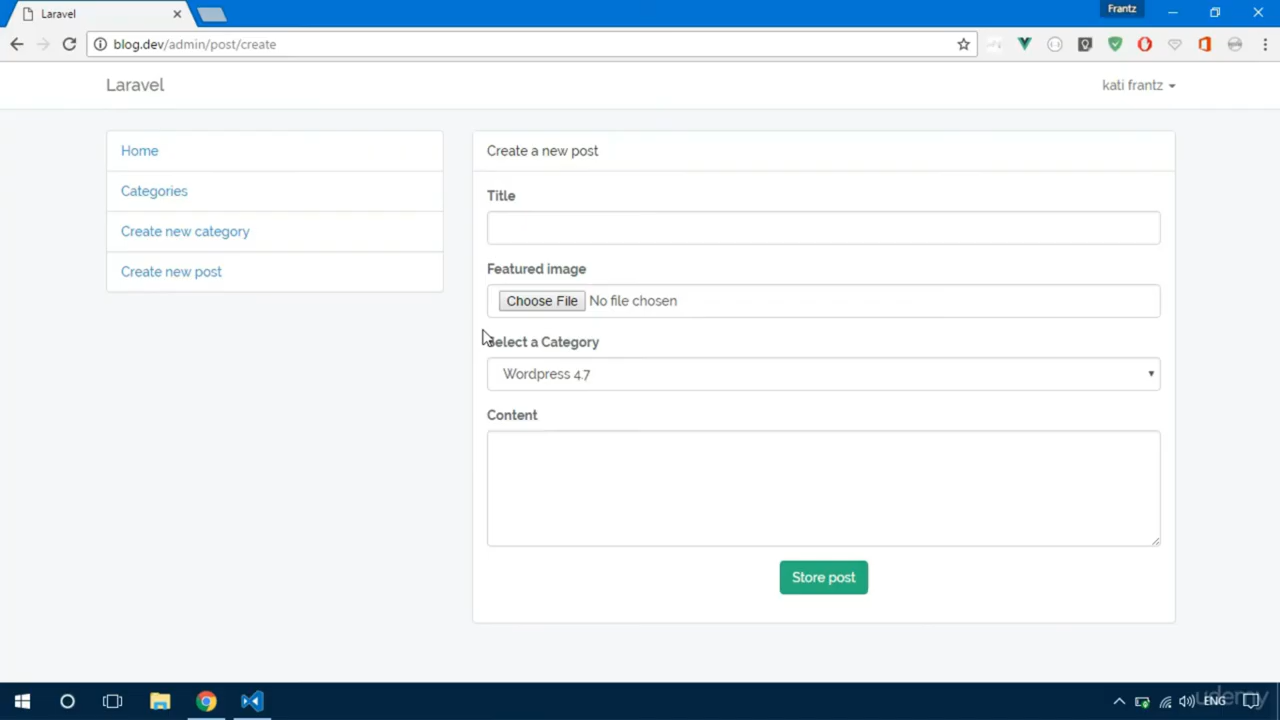 Laravel
Frantz
blog.dev/admin/post/create
Laravel
kati frantz
Home
Categories
Create new category
Create new post
Create a new post
Title
Featured image
Choose File No file chosen
Select a Category
Wordpress 4.7
Content
Store post
ENG
udemy